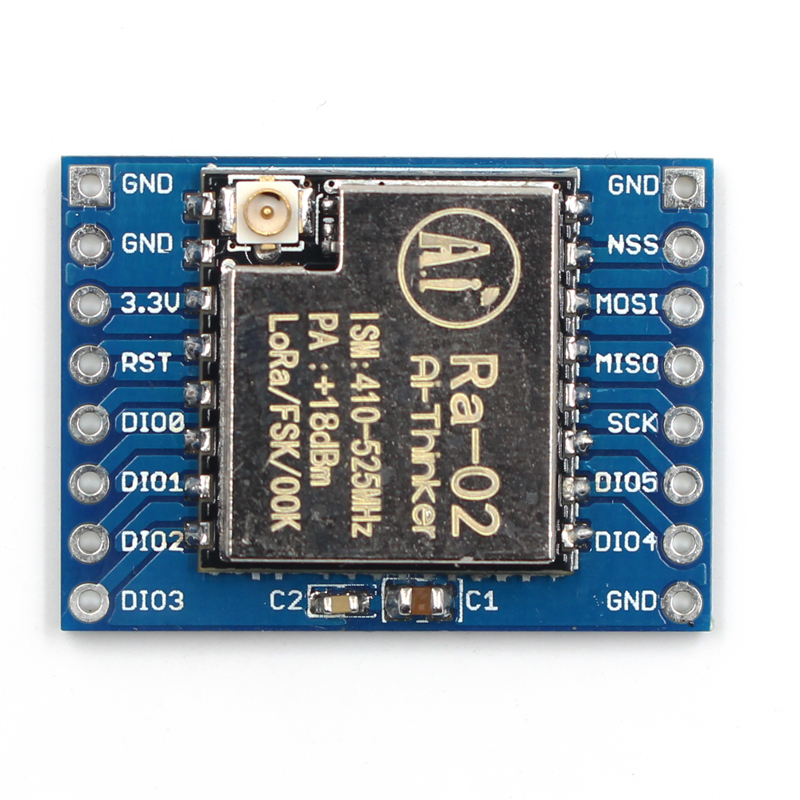 GND
GND
3.3V
RST
DIO0
DIO1
DIO2
DIO3
Ai
Ra-02
Ai-Thinker
ISM:410-525MHz
PA:+18dBm
LoRa/FSK/OOK
GND
NSS
MOSI
MISO
SCK
DIO5
DIO4
GND
C2
C1